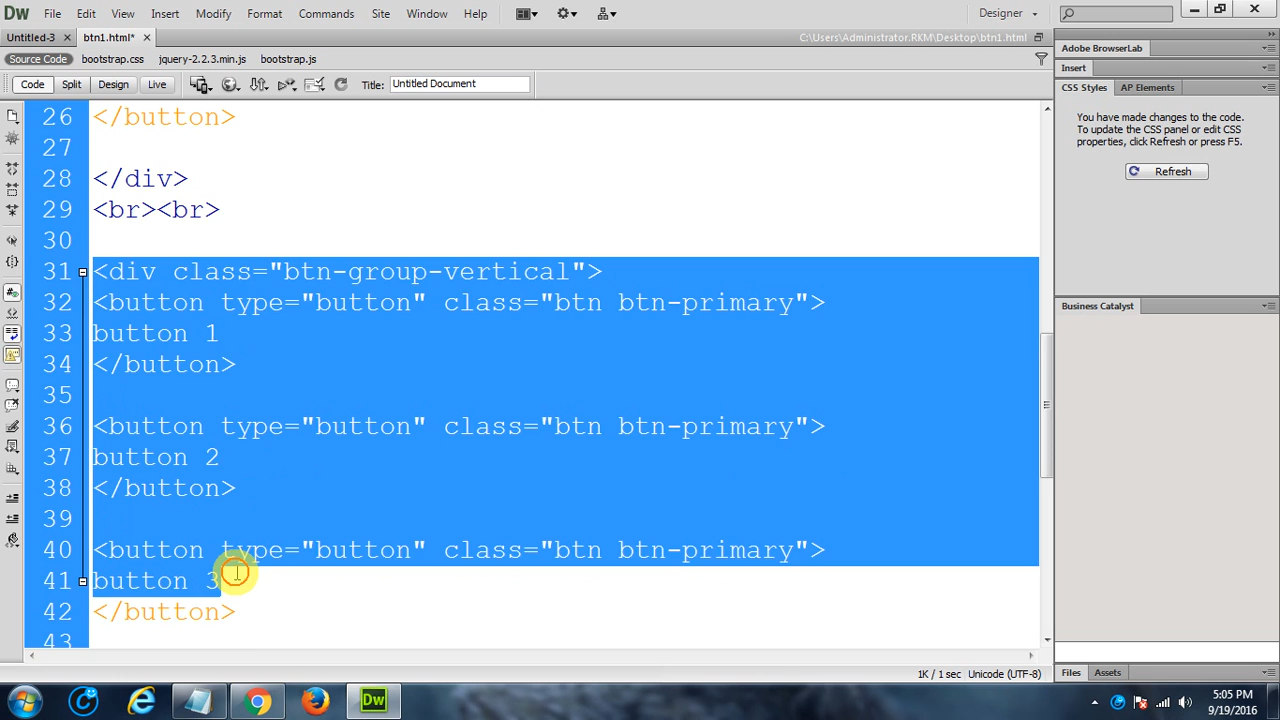 Dw File Edit View Insert Modify Format Commands Site Window Help Designer
Untitled-3 btn1.html* C:\Users\Administrator.RKM\Desktop\btn1.html
Source Code bootstrap.css jquery-2.2.3.min.js bootstrap.js
Code Split Design Live Title: Untitled Document
26 </button>
27
28 </div>
29 <br><br>
30
31 <div class="btn-group-vertical">
32 <button type="button" class="btn btn-primary">
33 button 1
34 </button>
35
36 <button type="button" class="btn btn-primary">
37 button 2
38 </button>
39
40 <button type="button" class="btn btn-primary">
41 button 3
42 </button>
43
1K / 1 sec Unicode (UTF-8)
Adobe BrowserLab
Insert
CSS Styles AP Elements
You have made changes to the code.
To update the CSS panel or edit CSS
properties, click Refresh or press F5.
Refresh
Business Catalyst
Files Assets
Dw
5:05 PM
9/19/2016